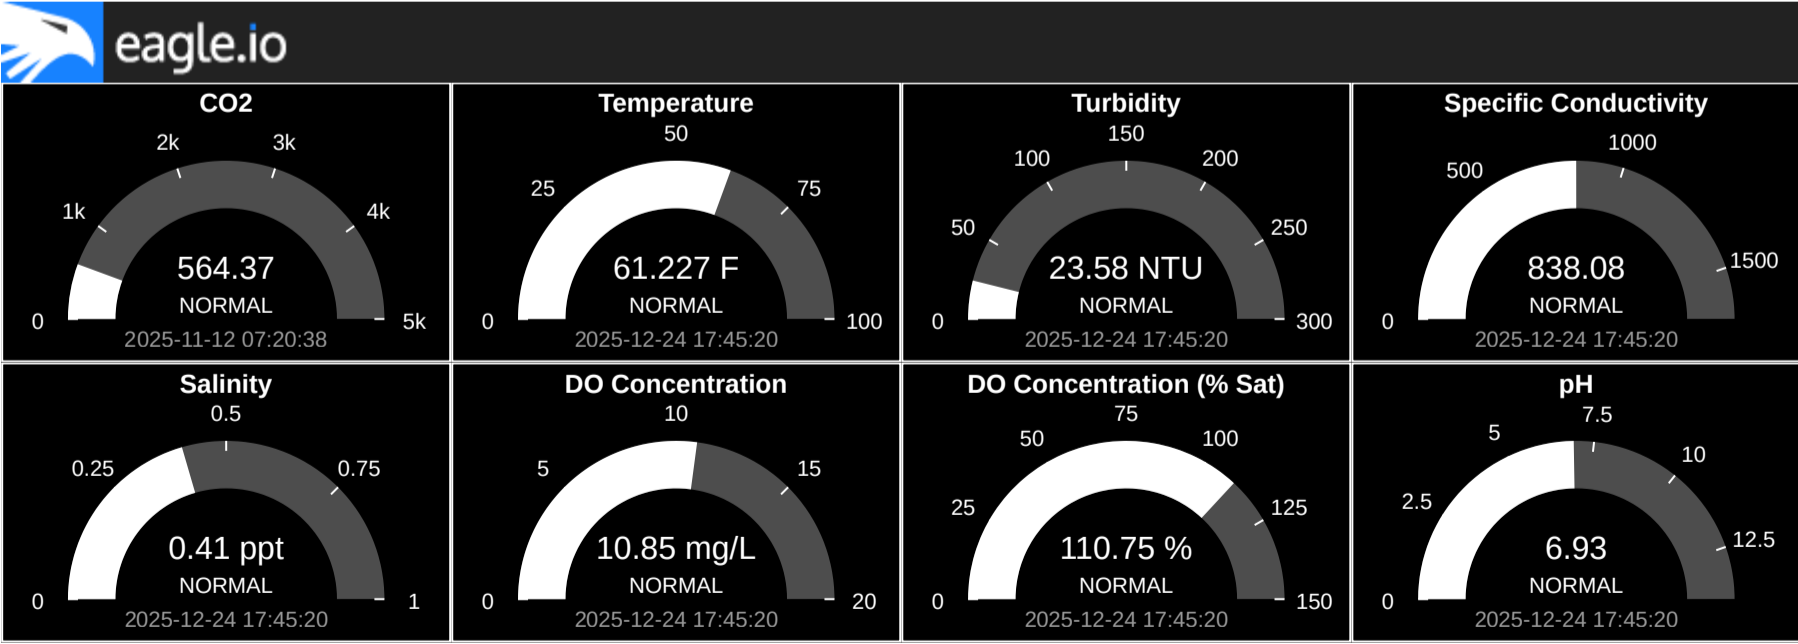 eagle.io
CO2
2k
3k
1k
4k
564.37
NORMAL
0
5k
2025-11-12 07:20:38
Temperature
50
25
75
61.227 F
NORMAL
0
100
2025-12-24 17:45:20
Turbidity
150
100
200
50
250
23.58 NTU
NORMAL
0
300
2025-12-24 17:45:20
Specific Conductivity
1000
500
1500
838.08
NORMAL
0
2025-12-24 17:45:20
Salinity
0.5
0.25
0.75
0.41 ppt
NORMAL
0
1
2025-12-24 17:45:20
DO Concentration
10
5
15
10.85 mg/L
NORMAL
0
20
2025-12-24 17:45:20
DO Concentration (% Sat)
75
50
100
25
125
110.75 %
NORMAL
0
150
2025-12-24 17:45:20
pH
7.5
5
10
2.5
12.5
6.93
NORMAL
0
2025-12-24 17:45:20